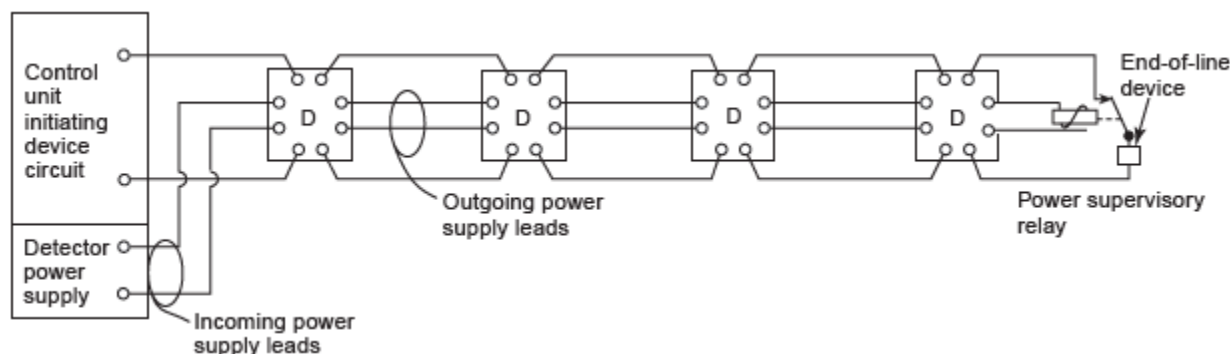 Control
unit
initiating
device
circuit
Detector
power
supply
D
D
D
D
Outgoing power
supply leads
Incoming power
supply leads
End-of-line
device
Power supervisory
relay